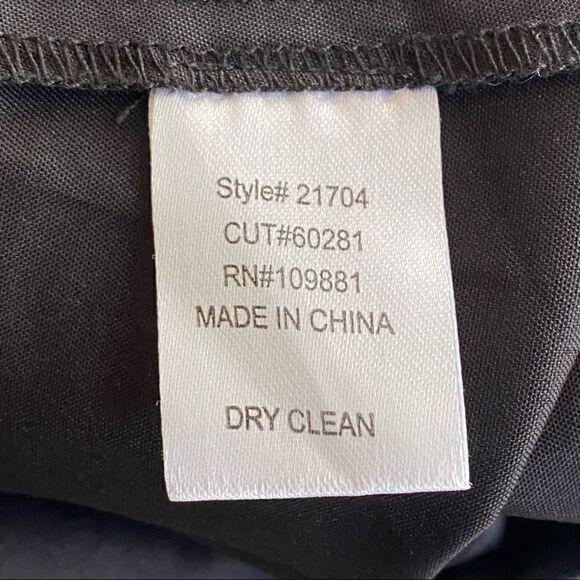 Style# 21704
CUT#60281
RN#109881
MADE IN CHINA
DRY CLEAN